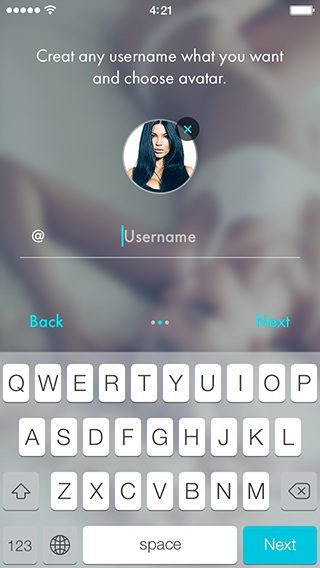 4:21
Creat any username what you want
and choose avatar.
@ Username
Back Next
Q W E R T Y U I O P
A S D F G H J K L
Z X C V B N M
123 space Next